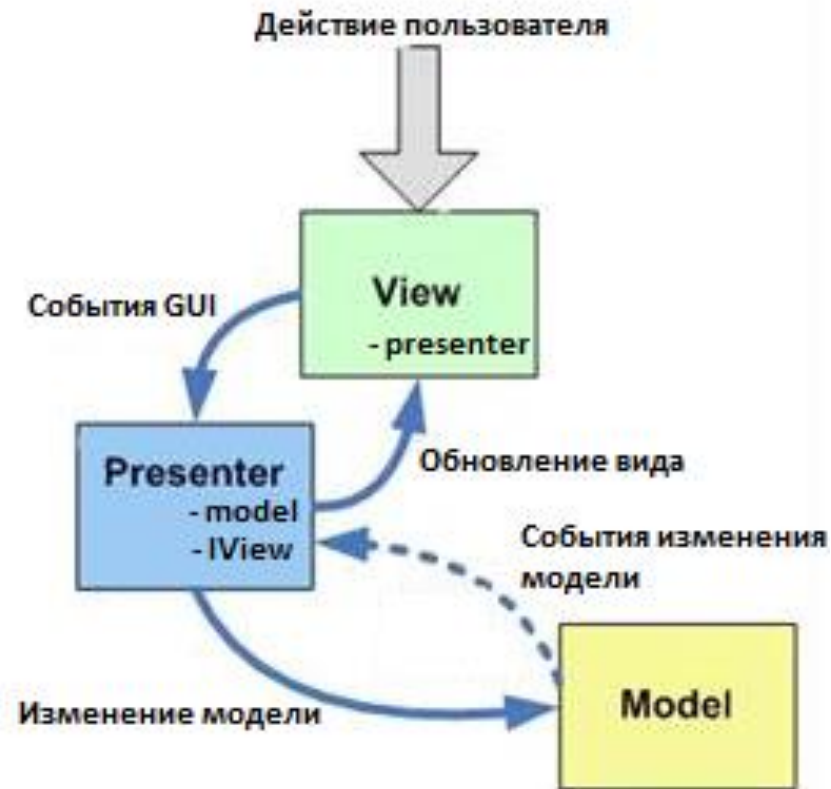 Действие пользователя
View
- presenter
События GUI
Presenter
- model
- IView
Обновление вида
События изменения
модели
Model
Изменение модели